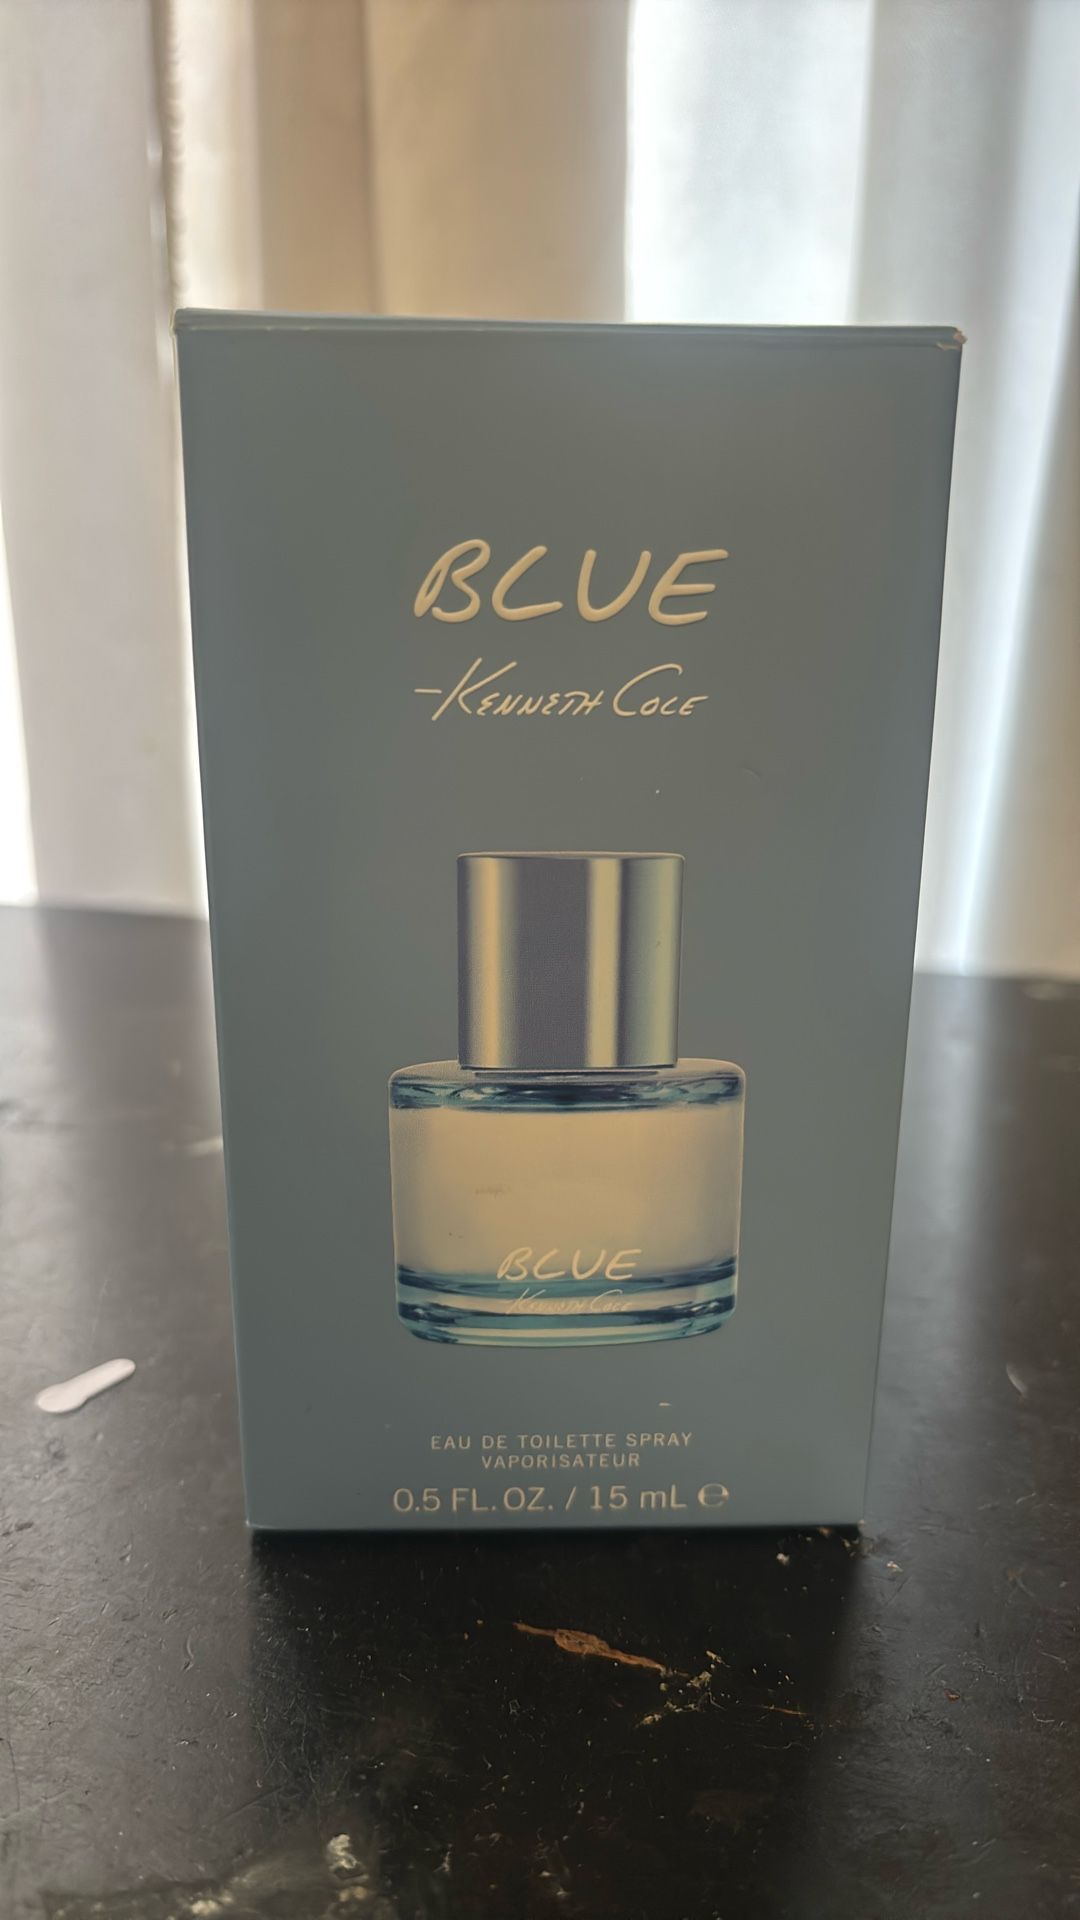 BLUE
-KENNETH COLE
BLUE
KENNETH COLE
EAU DE TOILETTE SPRAY
VAPORISATEUR
0.5 FL. OZ. / 15 mL ℮